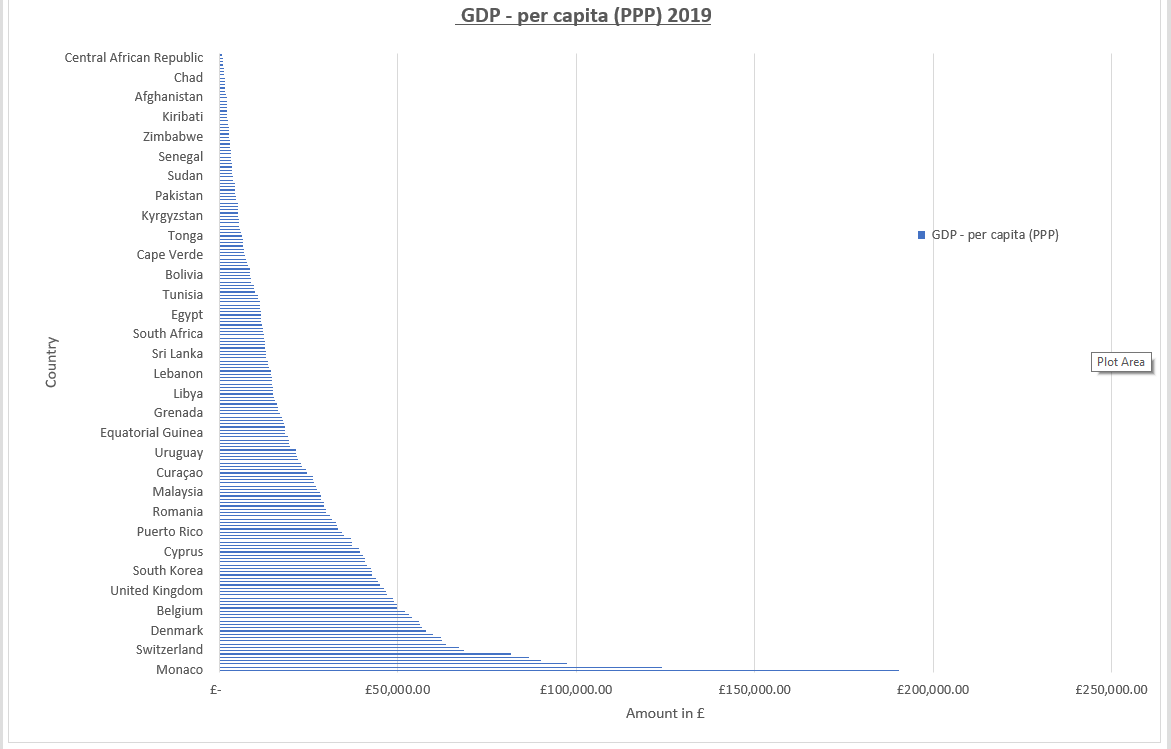 GDP - per capita (PPP) 2019
Central African Republic
Chad
Afghanistan
Kiribati
Zimbabwe
Senegal
Sudan
Pakistan
Kyrgyzstan
Tonga
Cape Verde
Bolivia
Tunisia
Egypt
South Africa
Sri Lanka
Lebanon
Libya
Grenada
Equatorial Guinea
Uruguay
Curaçao
Malaysia
Romania
Puerto Rico
Cyprus
South Korea
United Kingdom
Belgium
Denmark
Switzerland
Monaco
Country
GDP - per capita (PPP)
Plot Area
£- £50,000.00 £100,000.00 £150,000.00 £200,000.00 £250,000.00
Amount in £